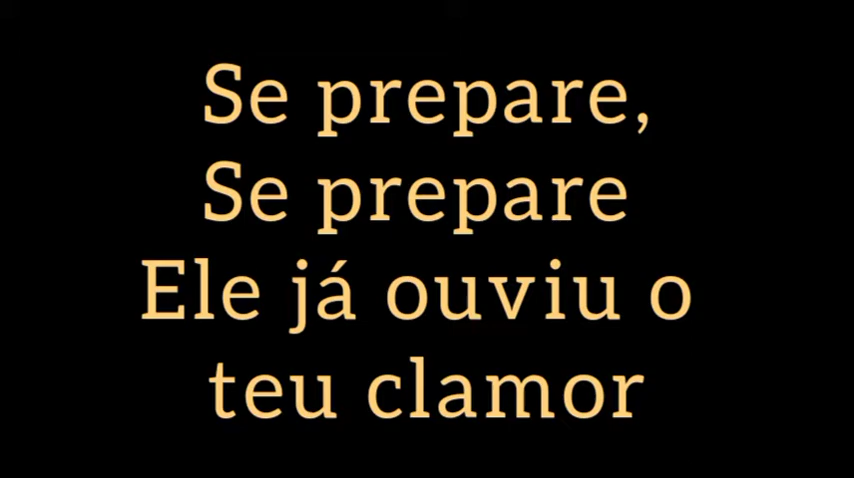 Se prepare,
Se prepare
Ele já ouviu o
teu clamor